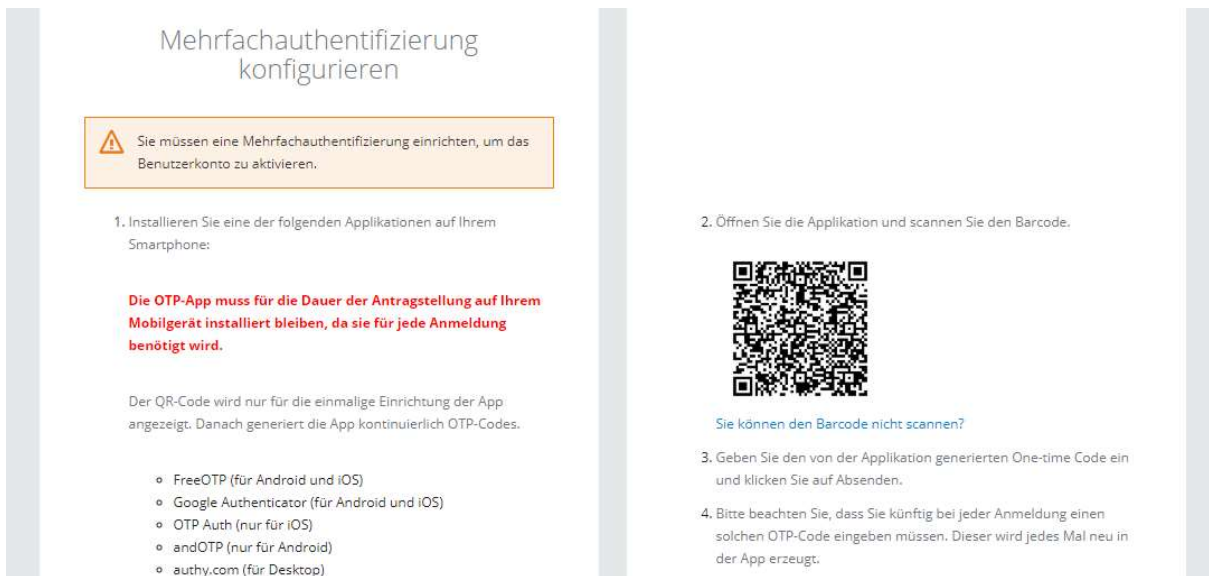 Mehrfachauthentifizierung
konfigurieren
Sie müssen eine Mehrfachauthentifizierung einrichten, um das
Benutzerkonto zu aktivieren.
1. Installieren Sie eine der folgenden Applikationen auf Ihrem
Smartphone:
Die OTP-App muss für die Dauer der Antragstellung auf Ihrem
Mobilgerät installiert bleiben, da sie für jede Anmeldung
benötigt wird.
Der QR-Code wird nur für die einmalige Einrichtung der App
angezeigt. Danach generiert die App kontinuierlich OTP-Codes.
FreeOTP (für Android und iOS)
Google Authenticator (für Android und iOS)
OTP Auth (nur für iOS)
andOTP (nur für Android)
authy.com (für Desktop)
2. Öffnen Sie die Applikation und scannen Sie den Barcode.
Sie können den Barcode nicht scannen?
3. Geben Sie den von der Applikation generierten One-time Code ein
und klicken Sie auf Absenden.
4. Bitte beachten Sie, dass Sie künftig bei jeder Anmeldung einen
solchen OTP-Code eingeben müssen. Dieser wird jedes Mal neu in
der App erzeugt.